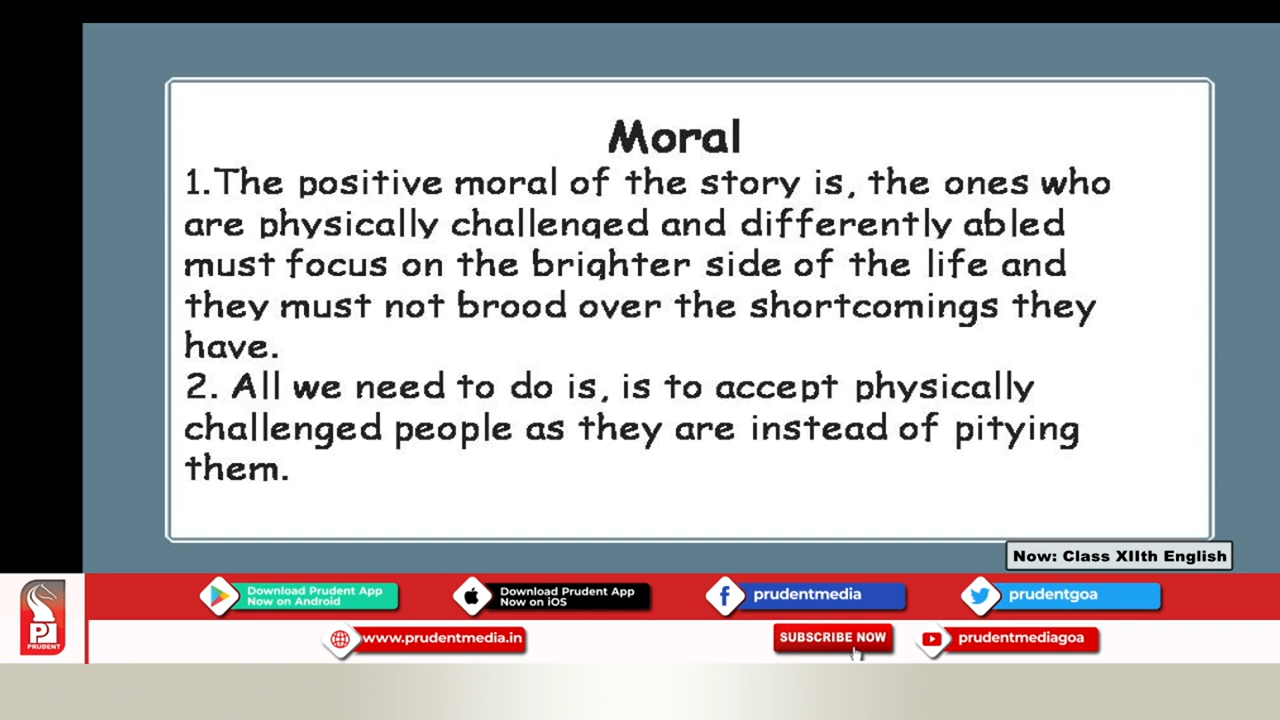 Moral
1.The positive moral of the story is, the ones who
are physically challenged and differently abled
must focus on the brighter side of the life and
they must not brood over the shortcomings they
have.
2. All we need to do is, is to accept physically
challenged people as they are instead of pitying
them.
Now: Class XIIth English
Download Prudent App
Now on Android
Download Prudent App
Now on iOS
prudentmedia
prudentgoa
PRUDENT
www.prudentmedia.in
SUBSCRIBE NOW
prudentmediagoa